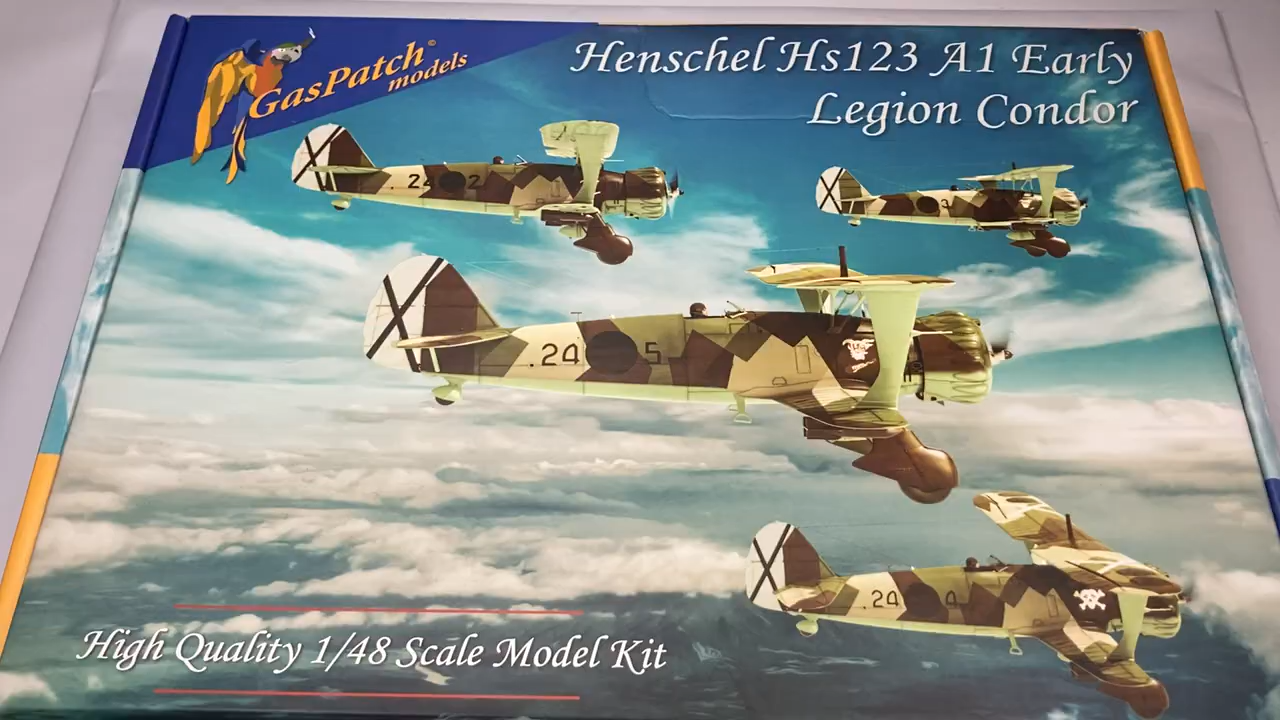 GasPatch©
models
Henschel Hs123 A1 Early
Legion Condor
24 2
3
.24 5
.24 4
High Quality 1/48 Scale Model Kit